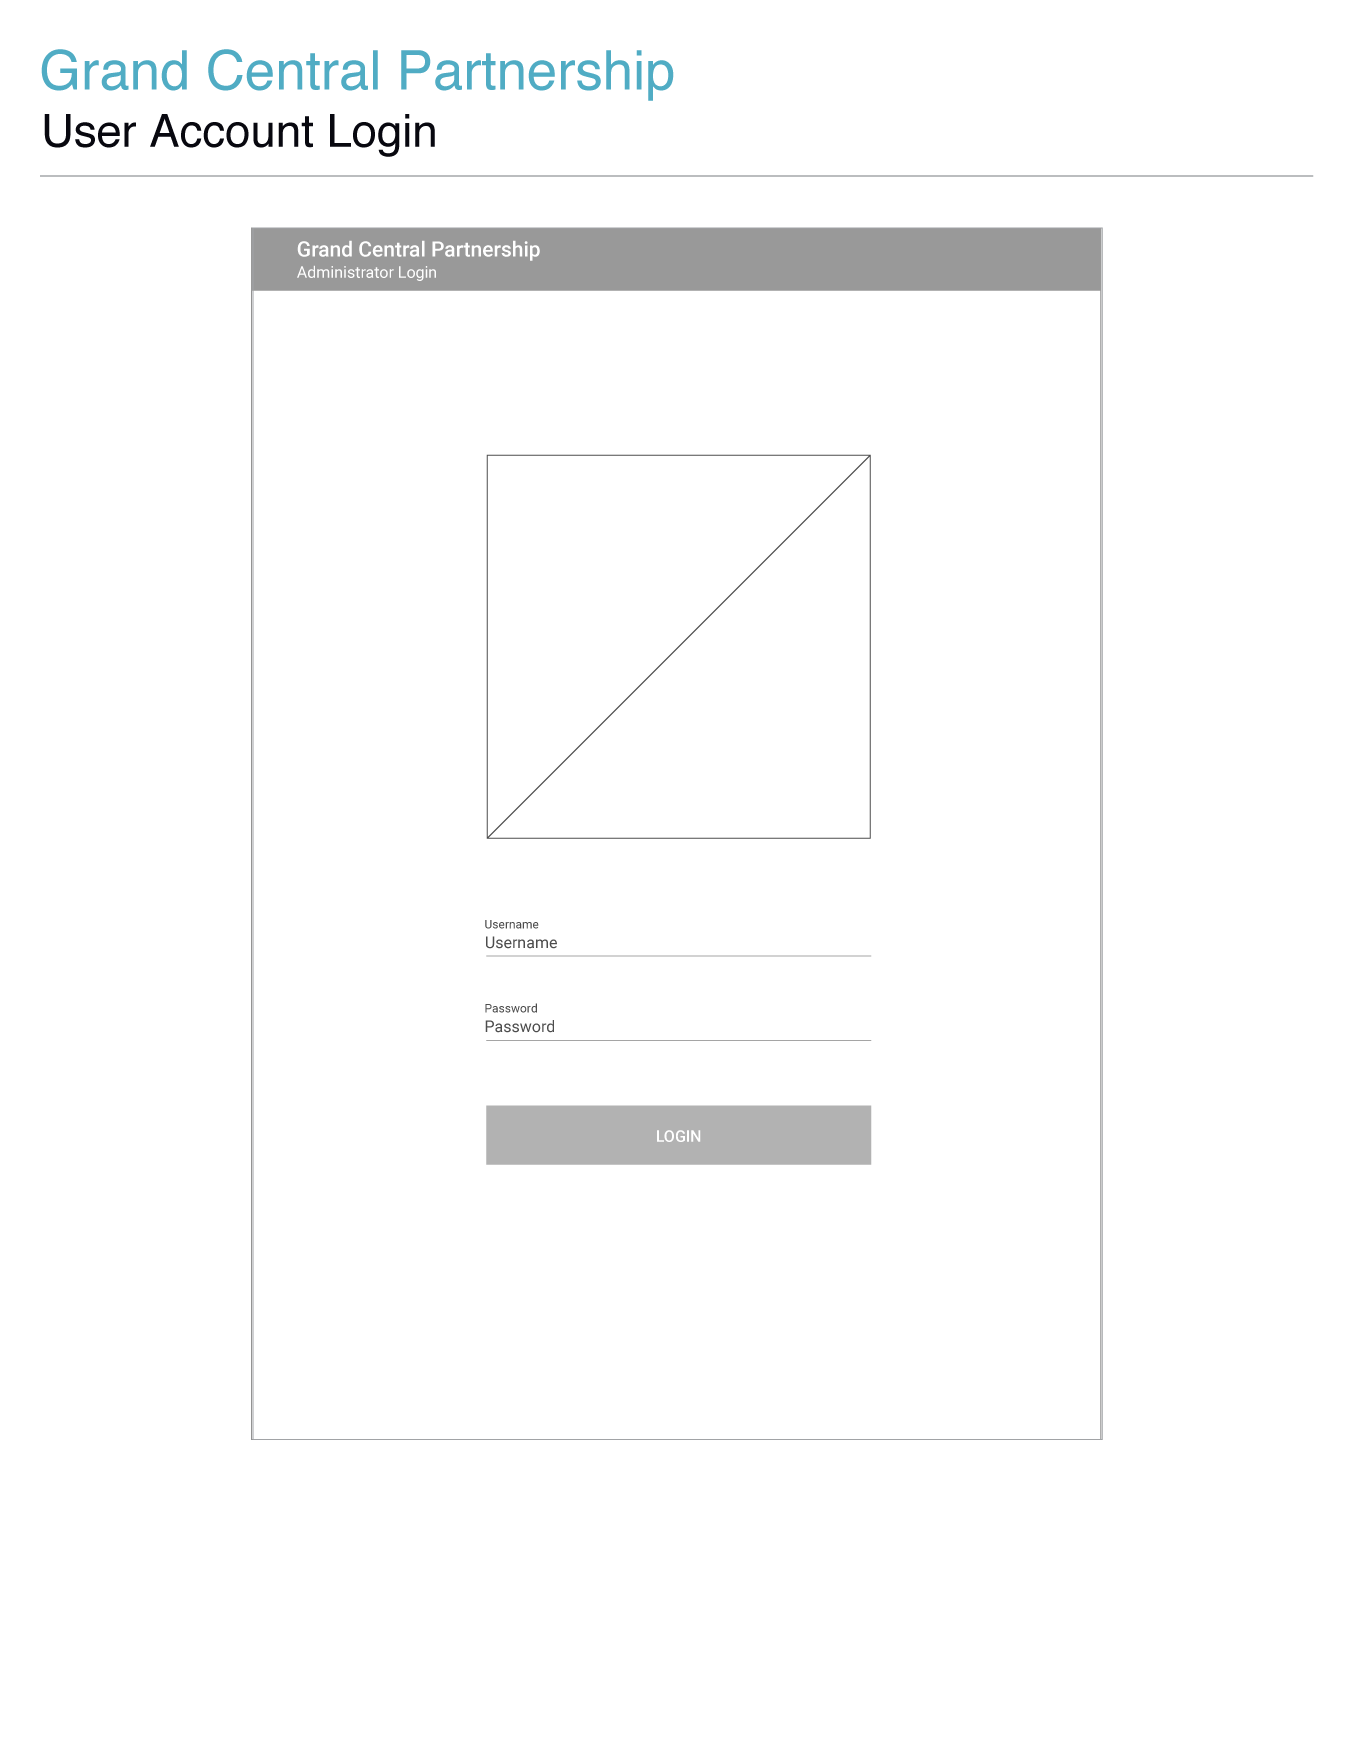 Grand Central Partnership
User Account Login
Grand Central Partnership
Administrator Login
Username
Username
Password
Password
LOGIN